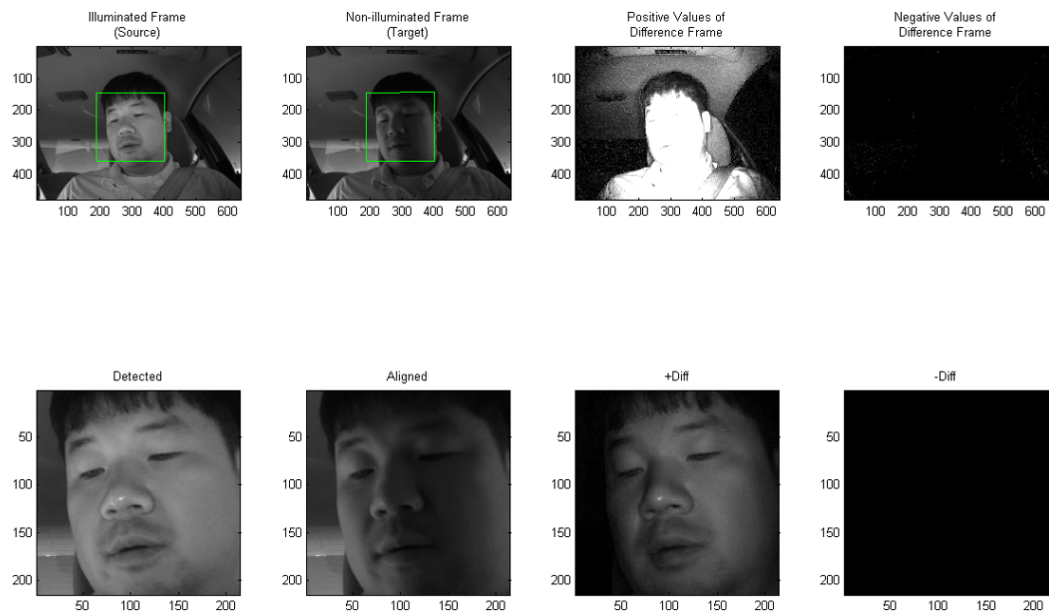 Illuminated Frame
(Source)
Non-illuminated Frame
(Target)
Positive Values of
Difference Frame
Negative Values of
Difference Frame
100
200
300
400
100 200 300 400 500 600
100
200
300
400
100 200 300 400 500 600
100
200
300
400
100 200 300 400 500 600
100
200
300
400
100 200 300 400 500 600
Detected
Aligned
+Diff
-Diff
50
100
150
200
50 100 150 200
50
100
150
200
50 100 150 200
50
100
150
200
50 100 150 200
50
100
150
200
50 100 150 200